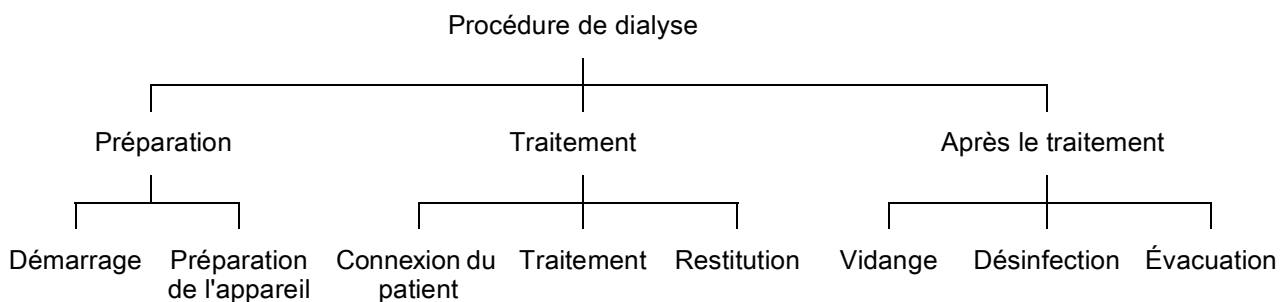 Procédure de dialyse
Préparation
Traitement
Après le traitement
Démarrage
Préparation
de l'appareil
Connexion du
patient
Traitement
Restitution
Vidange
Désinfection
Évacuation